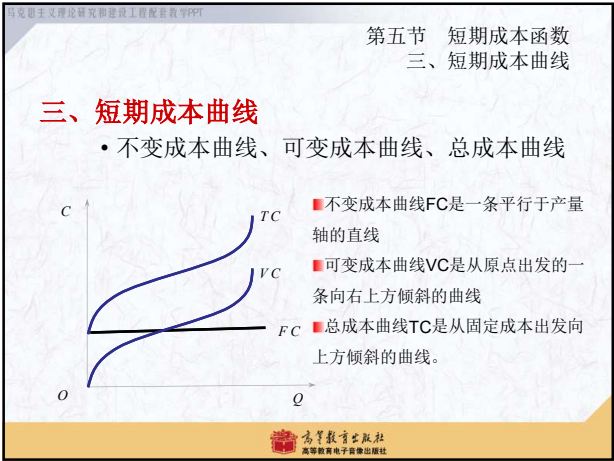 马克思主义理论研究和建设工程配套教学PPT
第五节 短期成本函数
三、短期成本曲线
三、短期成本曲线
• 不变成本曲线、可变成本曲线、总成本曲线
C
TC
VC
FC
O
Q
不变成本曲线FC是一条平行于产量
轴的直线
可变成本曲线VC是从原点出发的一
条向右上方倾斜的曲线
总成本曲线TC是从固定成本出发向
上方倾斜的曲线。
高等教育出版社
高等教育电子音像出版社